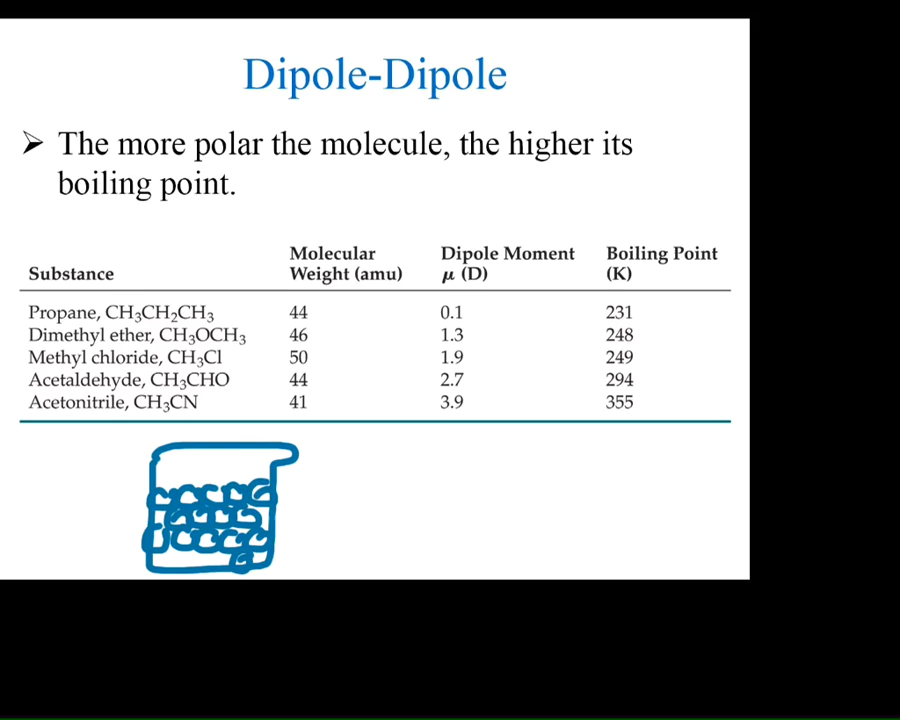 Dipole-Dipole
➢ The more polar the molecule, the higher its
boiling point.
Molecular Dipole Moment Boiling Point
Substance Weight (amu) μ (D) (K)
Propane, CH₃CH₂CH₃ 44 0.1 231
Dimethyl ether, CH₃OCH₃ 46 1.3 248
Methyl chloride, CH₃Cl 50 1.9 249
Acetaldehyde, CH₃CHO 44 2.7 294
Acetonitrile, CH₃CN 41 3.9 355